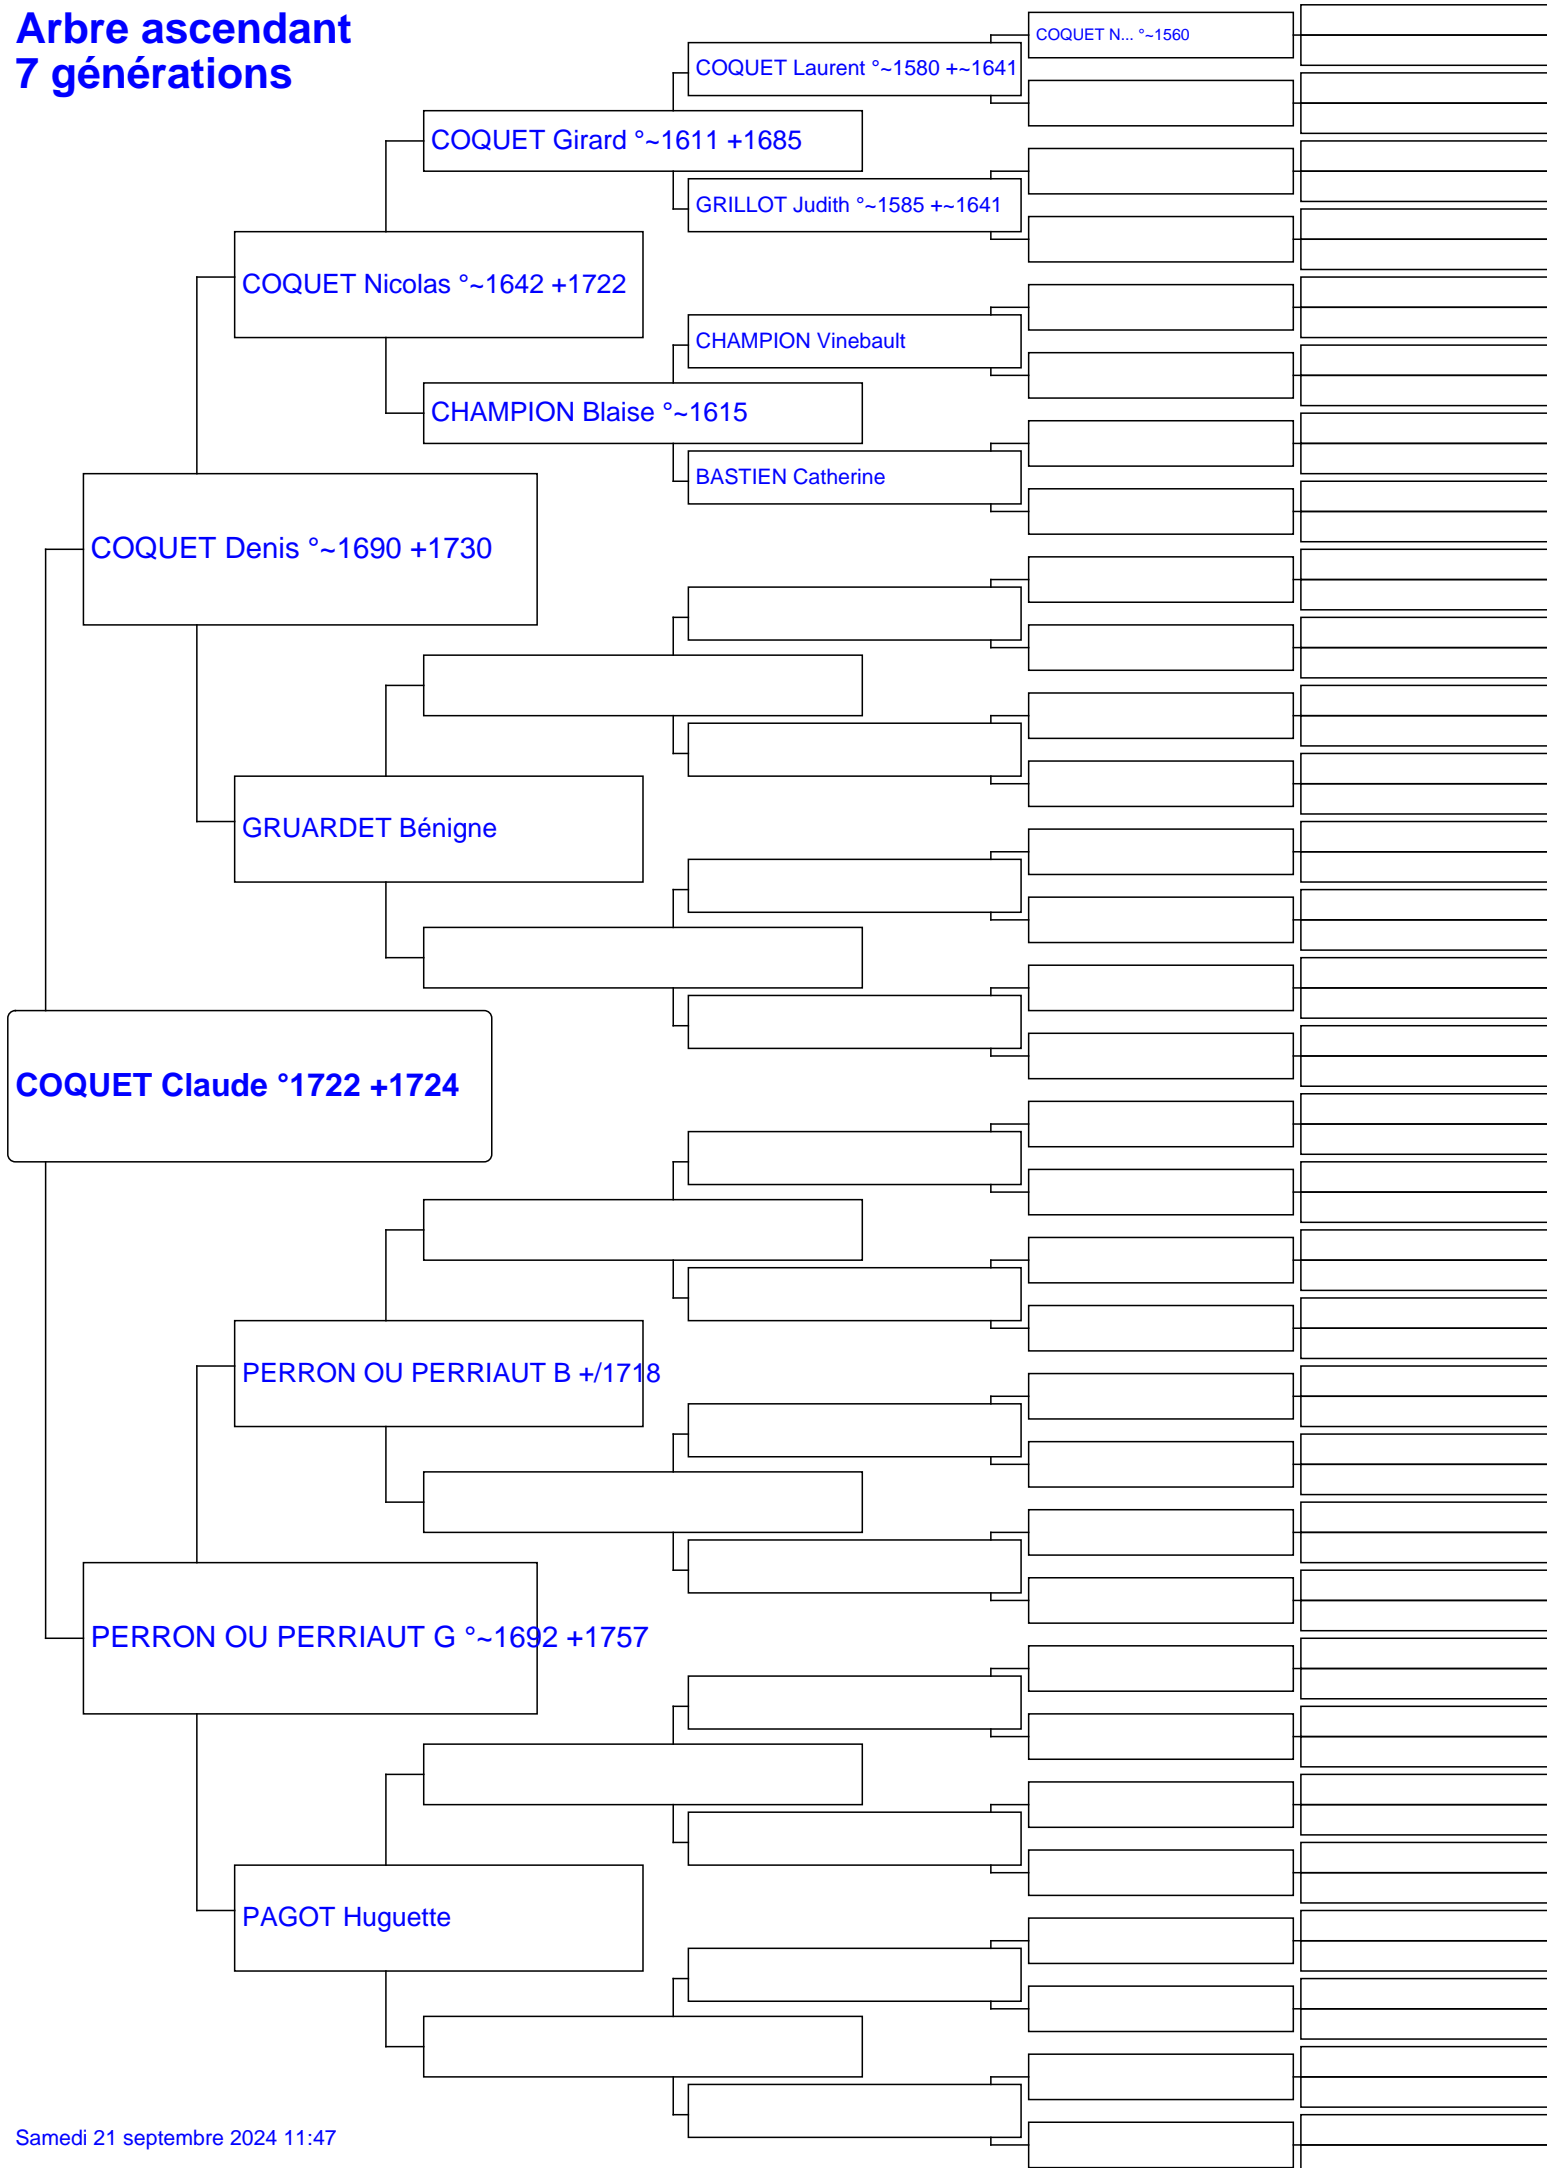 Arbre ascendant
7 générations
COQUET N... °~1560
COQUET Laurent °~1580 +~1641
COQUET Girard °~1611 +1685
GRILLOT Judith °~1585 +~1641
COQUET Nicolas °~1642 +1722
CHAMPION Vinebault
CHAMPION Blaise °~1615
BASTIEN Catherine
COQUET Denis °~1690 +1730
GRUARDET Bénigne
COQUET Claude °1722 +1724
PERRON OU PERRIAUT B +/1718
PERRON OU PERRIAUT G °~1692 +1757
PAGOT Huguette
Samedi 21 septembre 2024 11:47